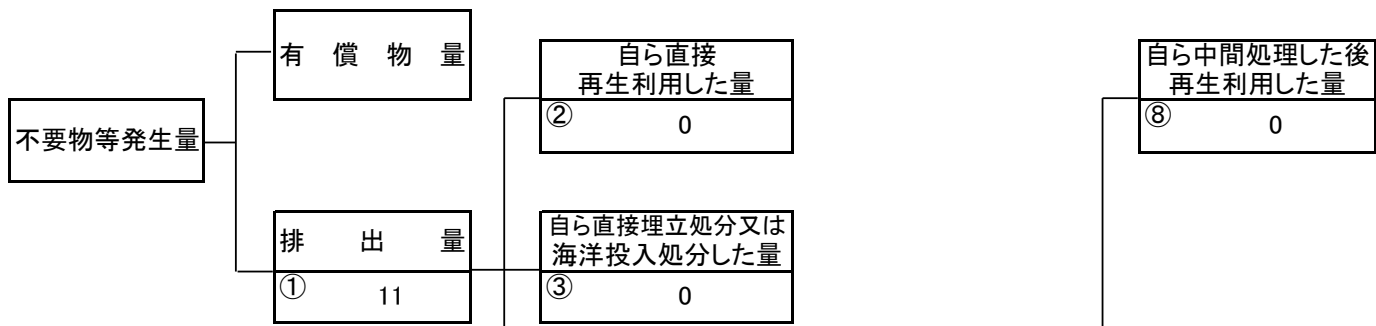 不要物等発生量
有償物量
排出量
① 11
自ら直接
再生利用した量
② 0
自ら直接埋立処分又は
海洋投入処分した量
③ 0
自ら中間処理した後
再生利用した量
⑧ 0